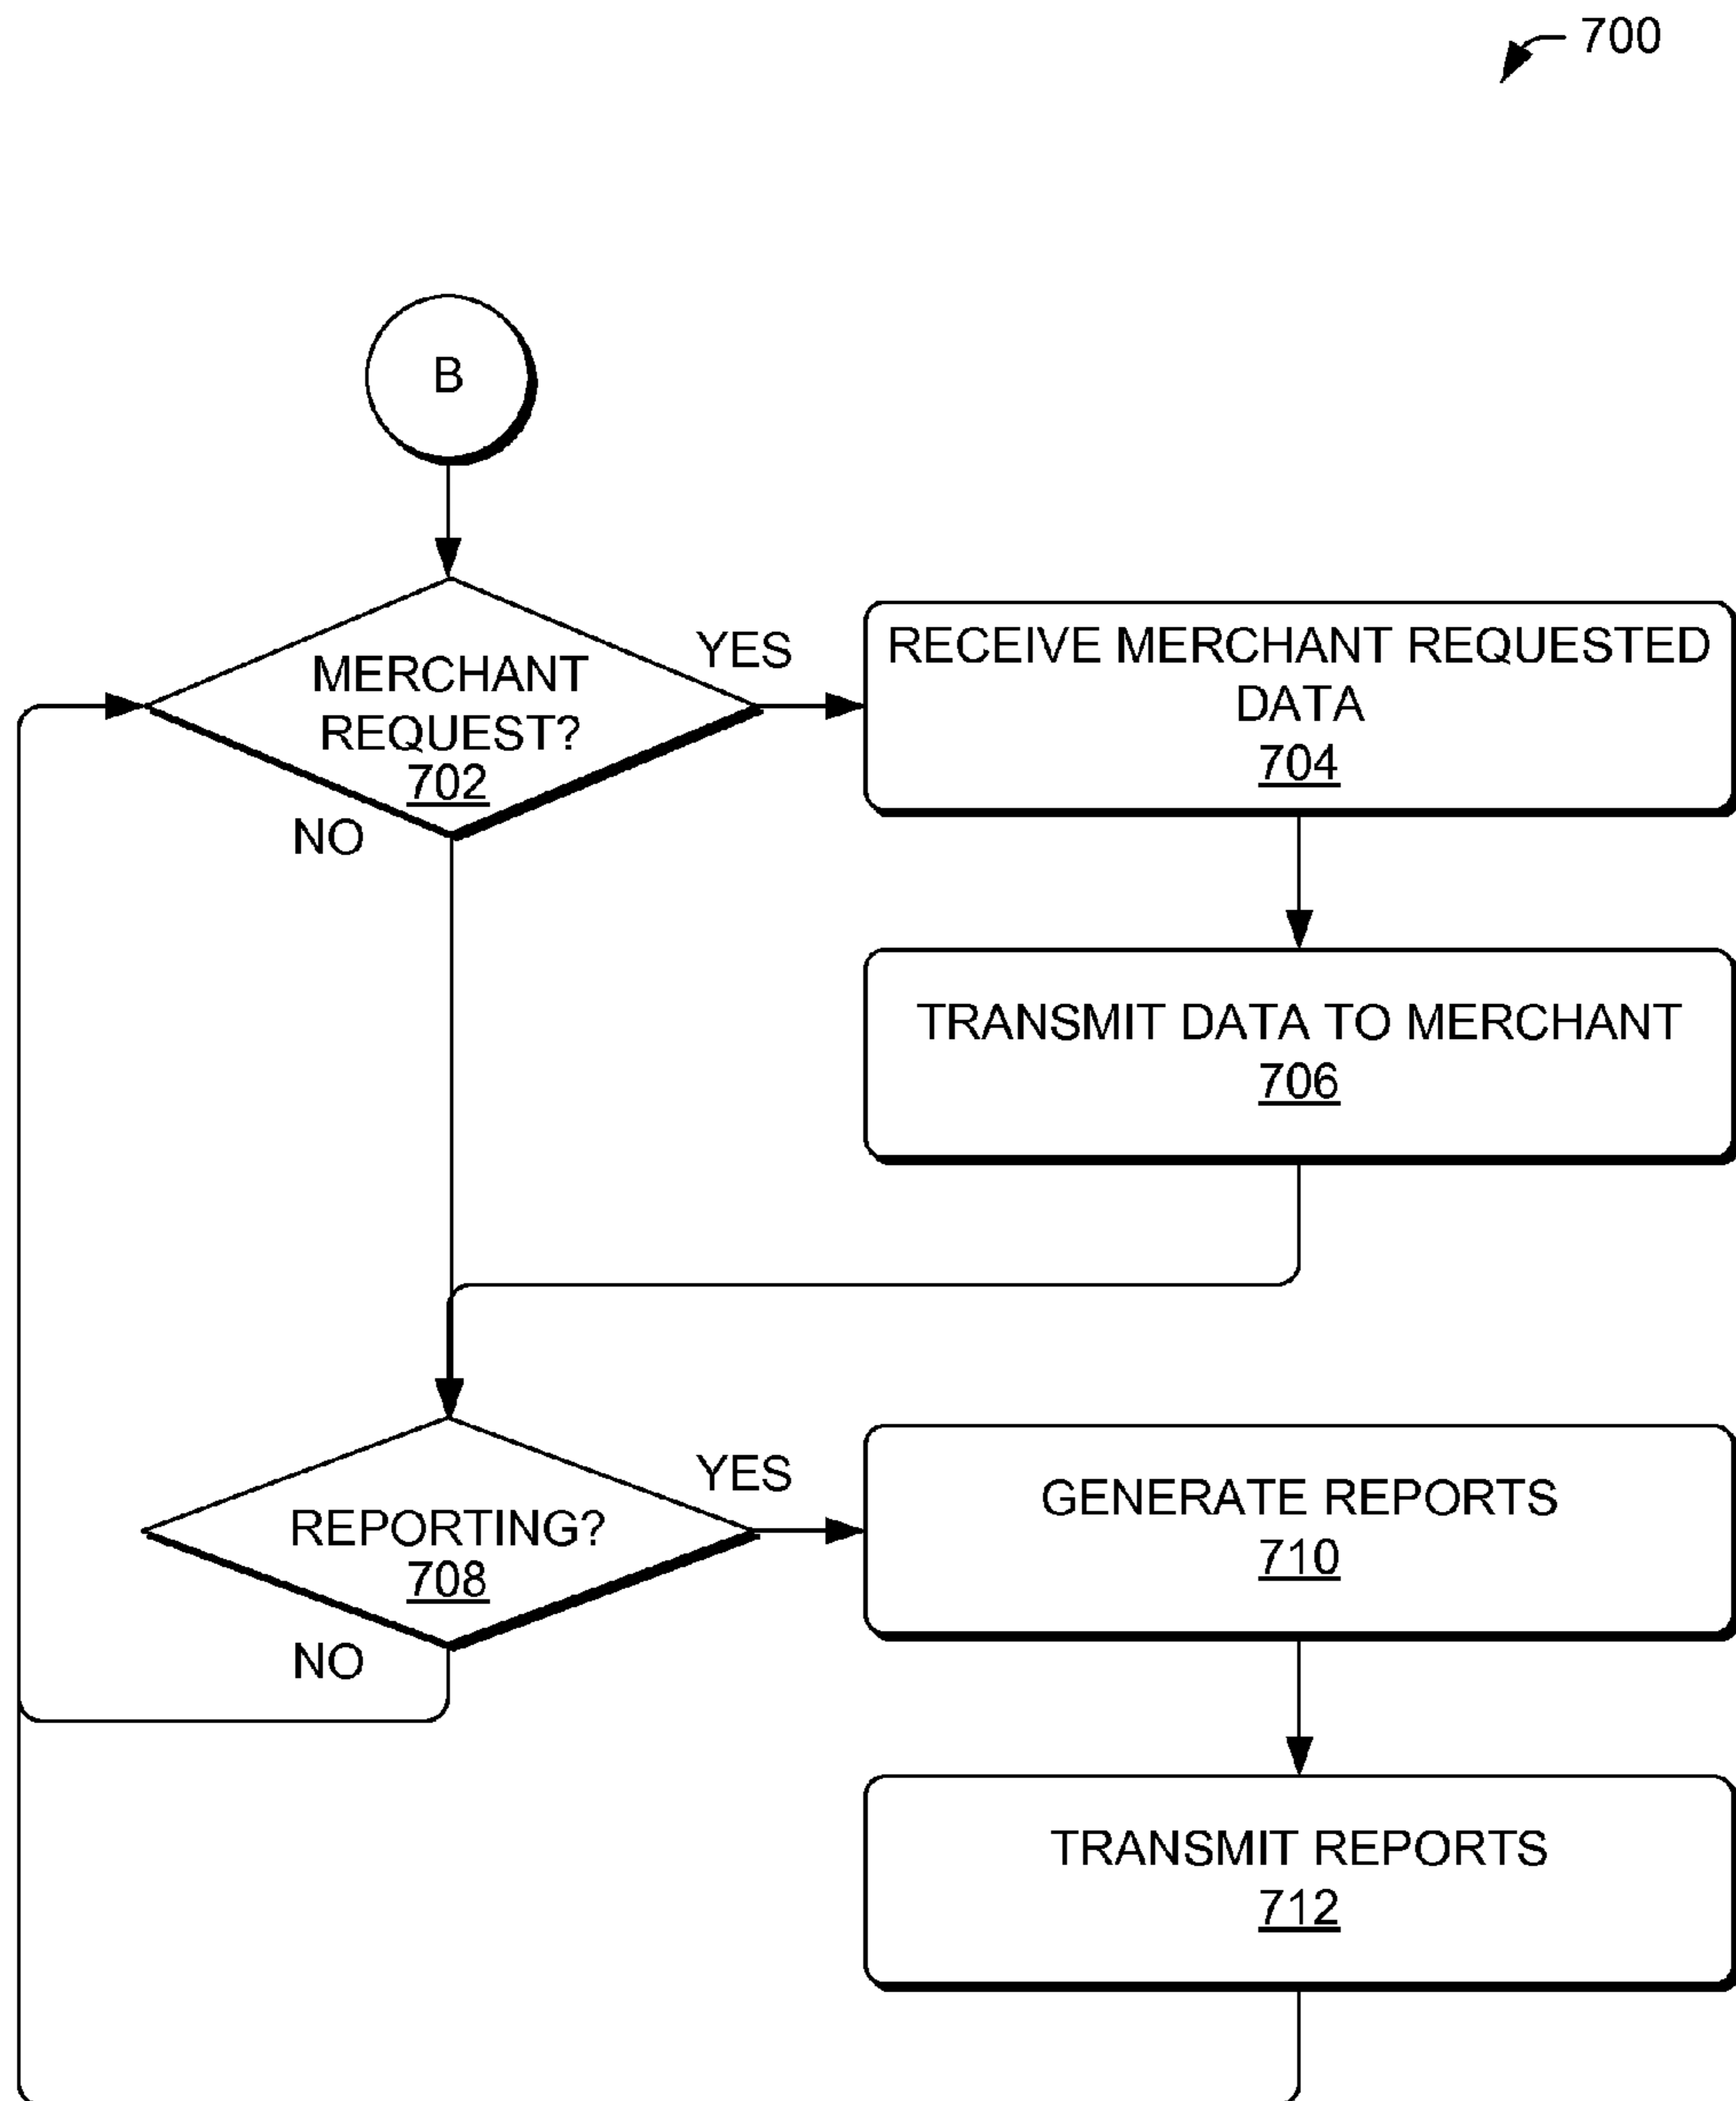 700
B
MERCHANT
REQUEST?
702
YES
NO
RECEIVE MERCHANT REQUESTED
DATA
704
TRANSMIT DATA TO MERCHANT
706
REPORTING?
708
YES
NO
GENERATE REPORTS
710
TRANSMIT REPORTS
712